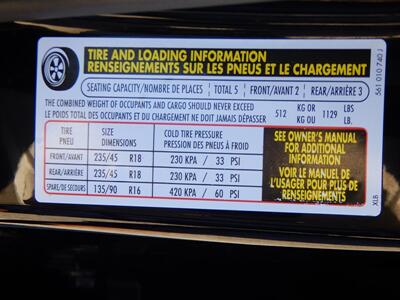 TIRE AND LOADING INFORMATION
RENSEIGNEMENTS SUR LES PNEUS ET LE CHARGEMENT
SEATING CAPACITY/NOMBRE DE PLACES TOTAL 5 FRONT/AVANT 2 REAR/ARRIÈRE 3
THE COMBINED WEIGHT OF OCCUPANTS AND CARGO SHOULD NEVER EXCEED 512 KG OR 1129 LBS.
LE POIDS TOTAL DES OCCUPANTS ET DU CHARGEMENT NE DOIT JAMAIS DÉPASSER KG OU LB.
TIRE SIZE COLD TIRE PRESSURE
PNEU DIMENSIONS PRESSION DES PNEUS À FROID
FRONT/AVANT 235/45 R18 230 KPA / 33 PSI
REAR/ARRIÈRE 235/45 R18 230 KPA / 33 PSI
SPARE/DE SECOURS 135/90 R16 420 KPA / 60 PSI
SEE OWNER'S MANUAL
FOR ADDITIONAL
INFORMATION
VOIR LE MANUEL DE
L'USAGER POUR PLUS DE
RENSEIGNEMENTS
561 010 740 J
XLB